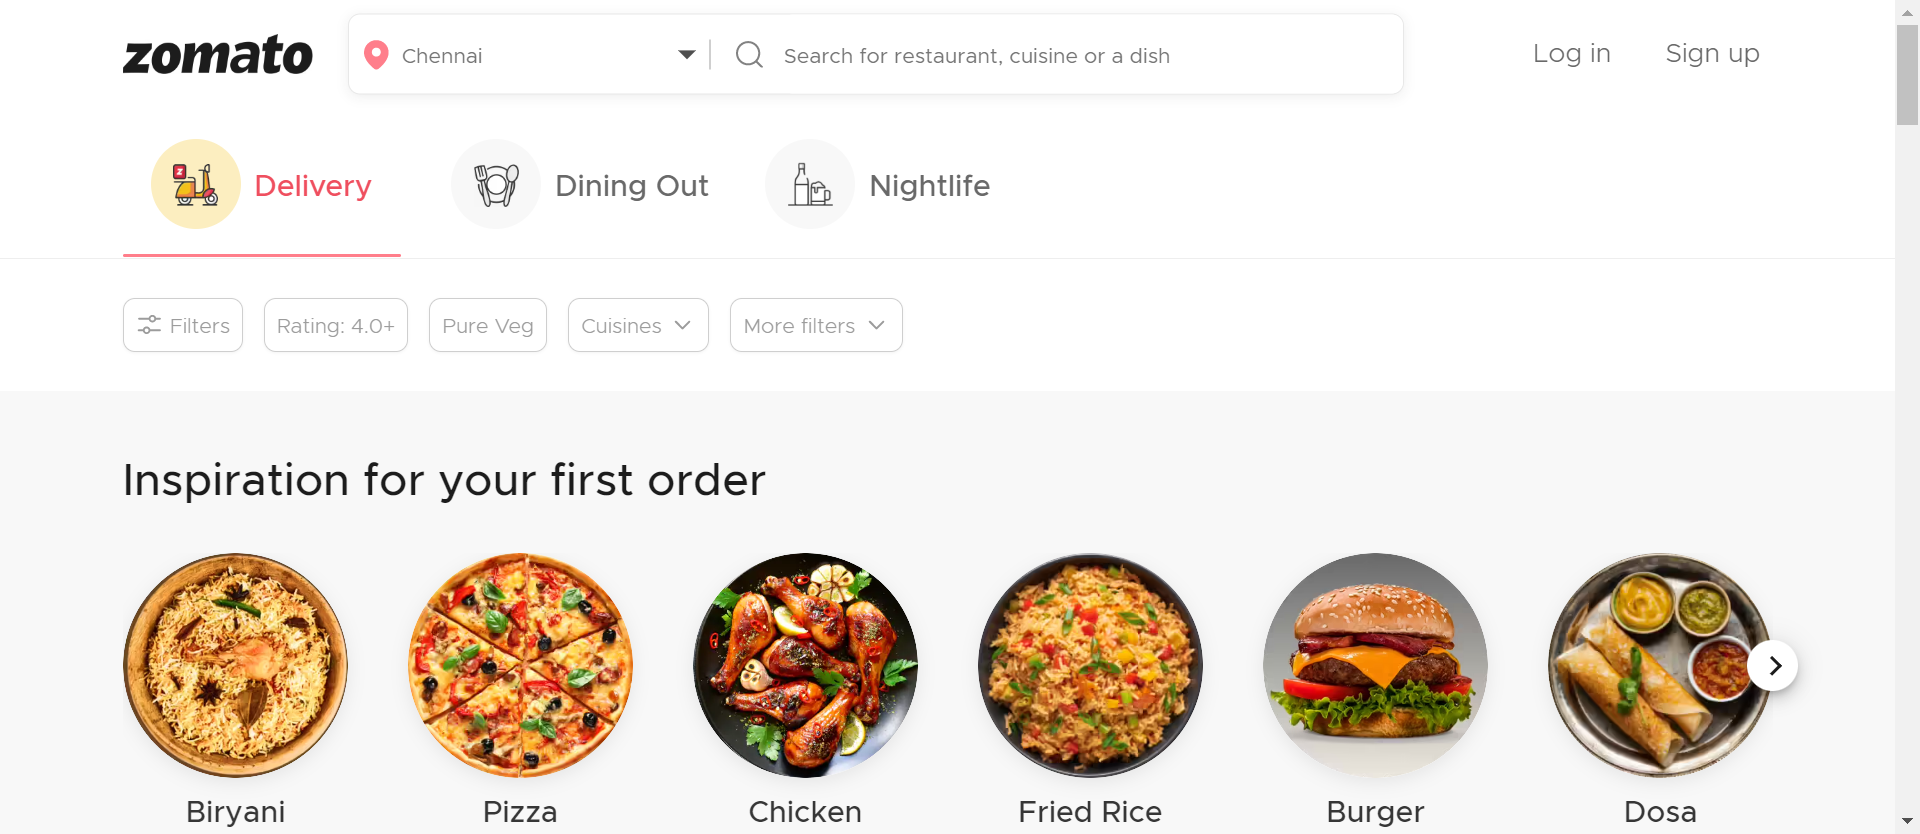 zomato
Chennai
Search for restaurant, cuisine or a dish
Log in
Sign up
Delivery
Dining Out
Nightlife
Filters
Rating: 4.0+
Pure Veg
Cuisines
More filters
Inspiration for your first order
Biryani
Pizza
Chicken
Fried Rice
Burger
Dosa